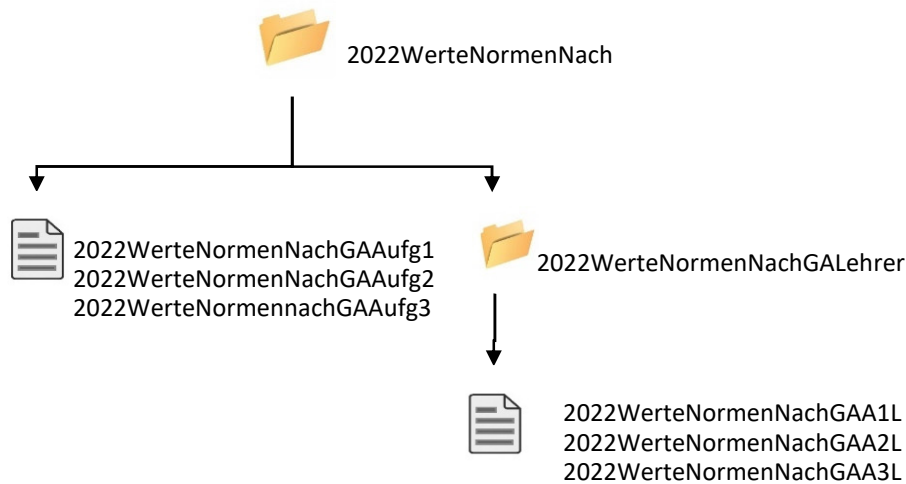 2022WerteNormenNach
2022WerteNormenNachGAAufg1
2022WerteNormenNachGAAufg2
2022WerteNormennachGAAufg3
2022WerteNormenNachGALehrer
2022WerteNormenNachGAA1L
2022WerteNormenNachGAA2L
2022WerteNormenNachGAA3L